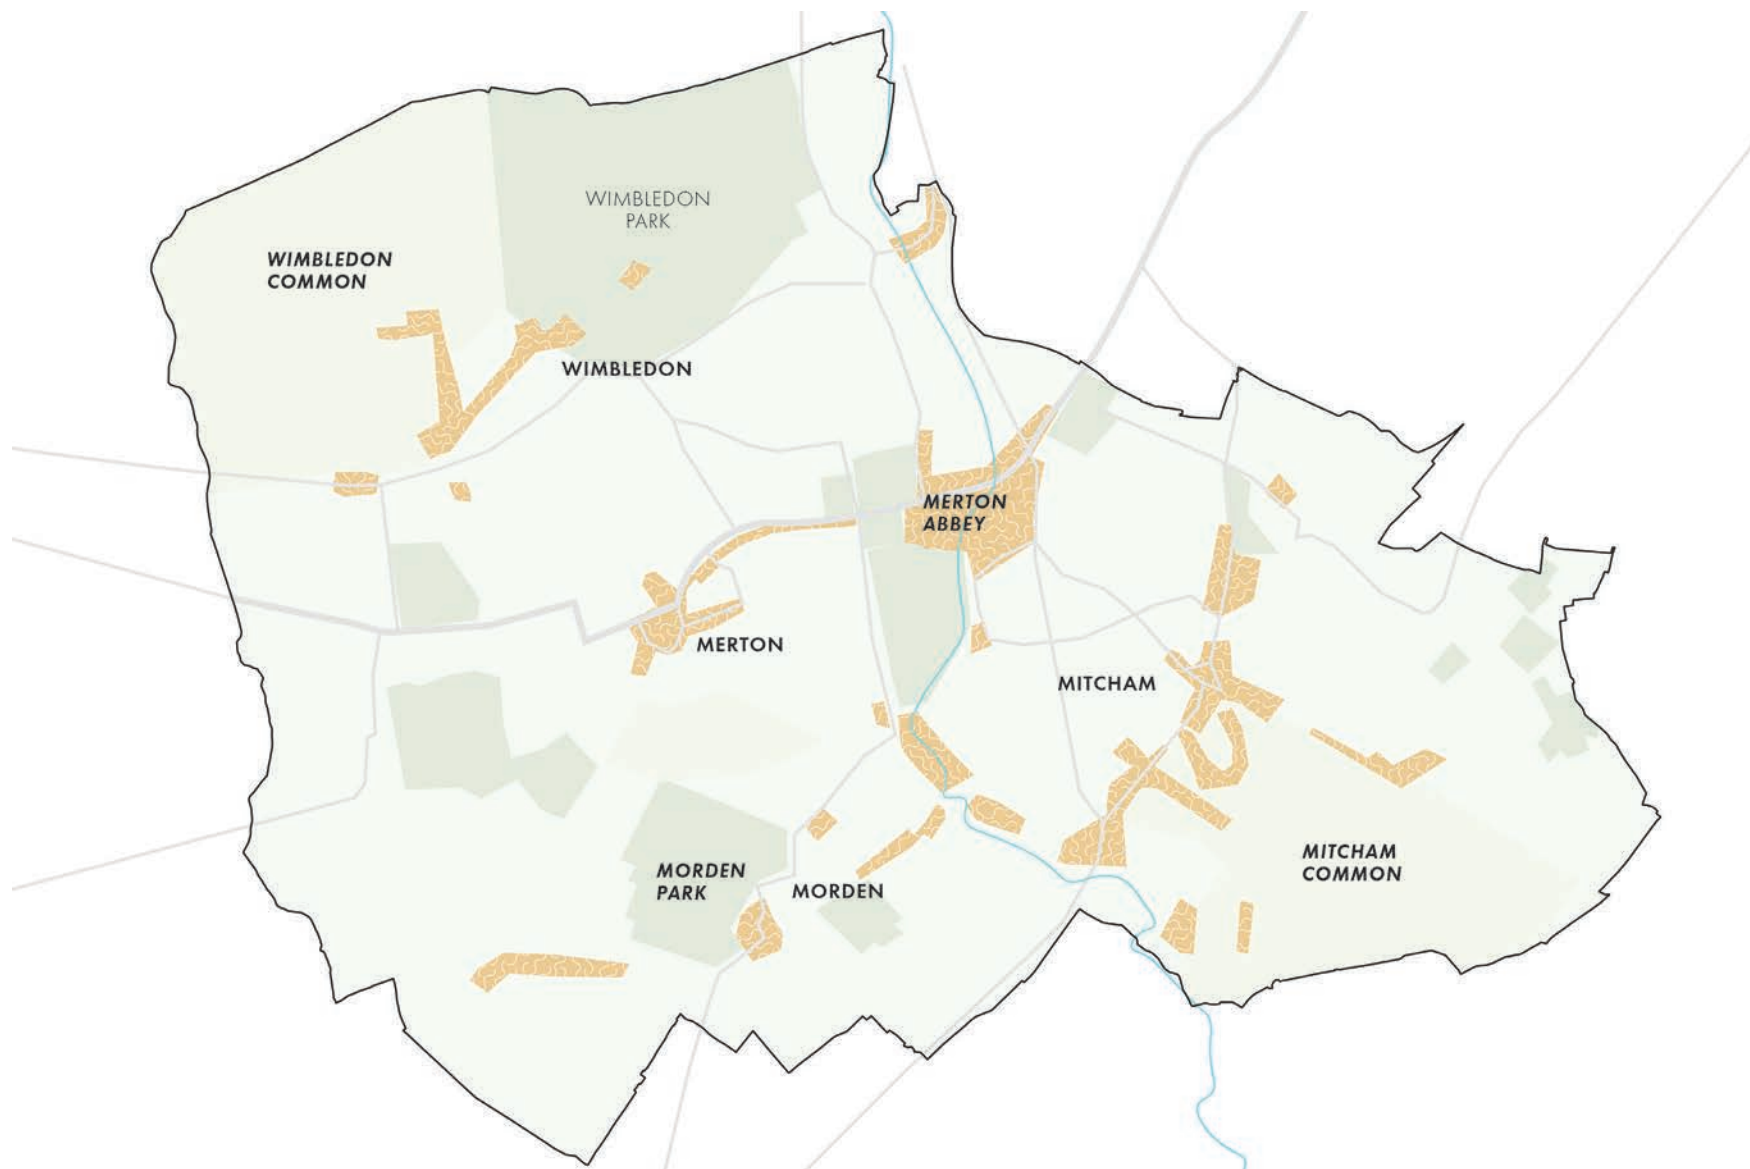 WIMBLEDON
PARK
WIMBLEDON
COMMON
WIMBLEDON
MERTON
ABBEY
MERTON
MITCHAM
MORDEN
PARK
MORDEN
MITCHAM
COMMON